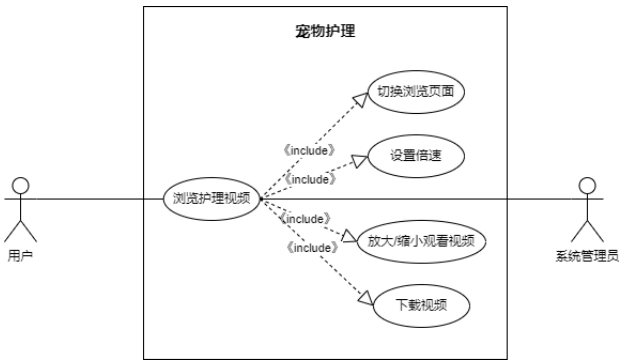 宠物护理
切换浏览页面
《include》
设置倍速
《include》
浏览护理视频
《include》
放大/缩小观看视频
《include》
下载视频
用户
系统管理员